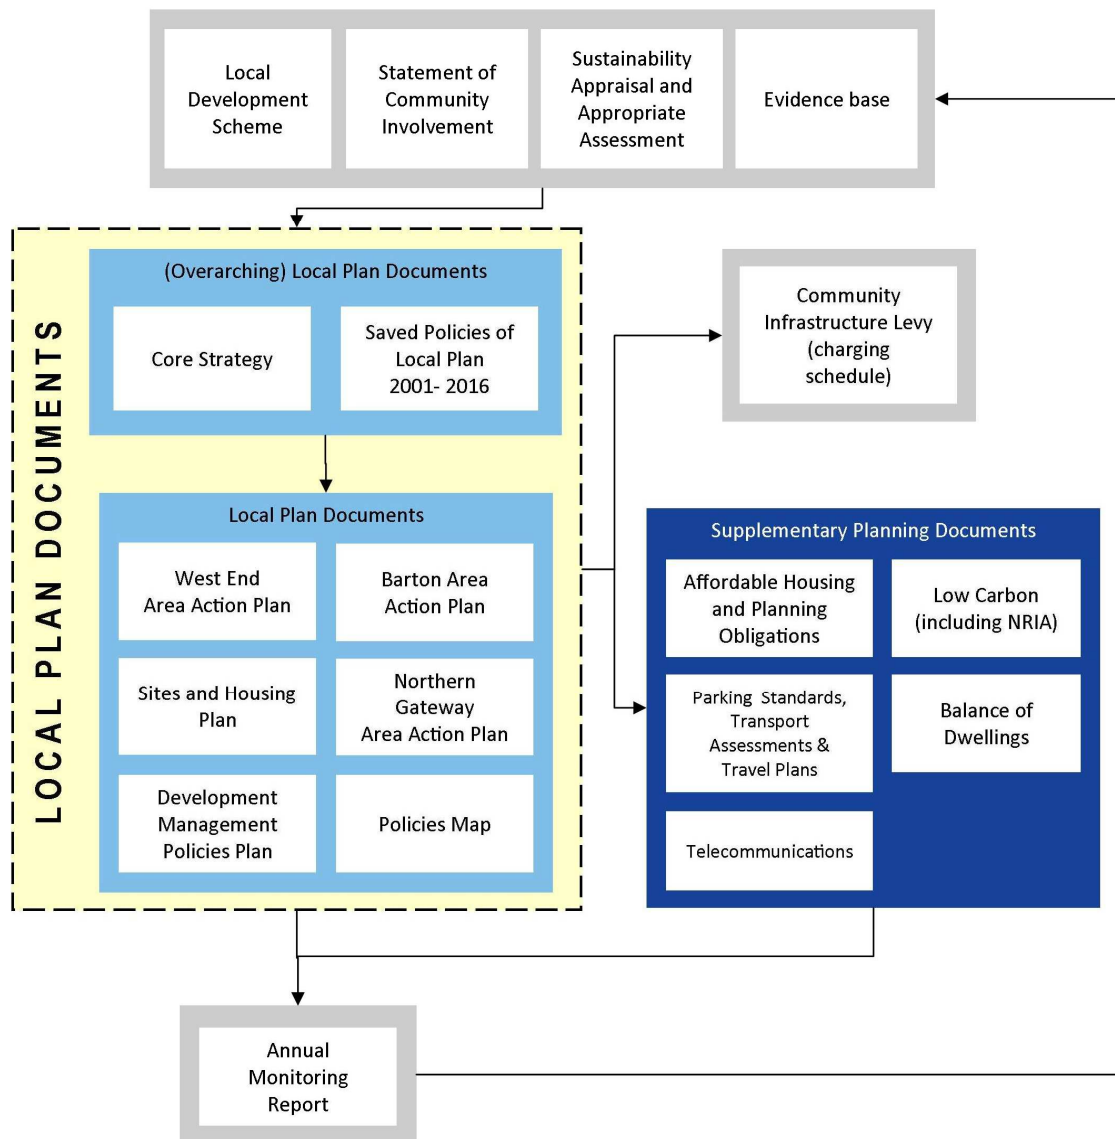 Local
Development
Scheme
Statement of
Community
Involvement
Sustainability
Appraisal and
Appropriate
Assessment
Evidence base
LOCAL PLAN DOCUMENTS
(Overarching) Local Plan Documents
Core Strategy
Saved Policies of
Local Plan
2001- 2016
Community
Infrastructure Levy
(charging
schedule)
Local Plan Documents
West End
Area Action Plan
Barton Area
Action Plan
Sites and Housing
Plan
Northern
Gateway
Area Action Plan
Development
Management
Policies Plan
Policies Map
Supplementary Planning Documents
Affordable Housing
and Planning
Obligations
Low Carbon
(including NRIA)
Parking Standards,
Transport
Assessments &
Travel Plans
Balance of
Dwellings
Telecommunications
Annual
Monitoring
Report